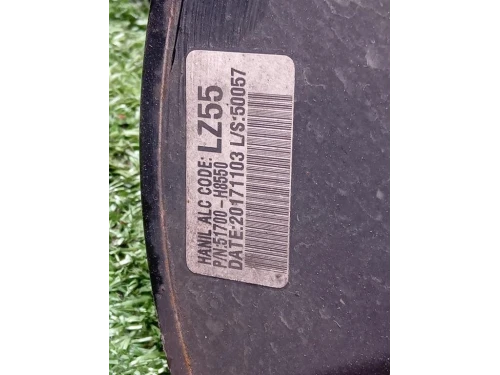 HANIL ALC CODE: LZ55
P/N:51700-H8550
DATE:20171103 L/S:50057